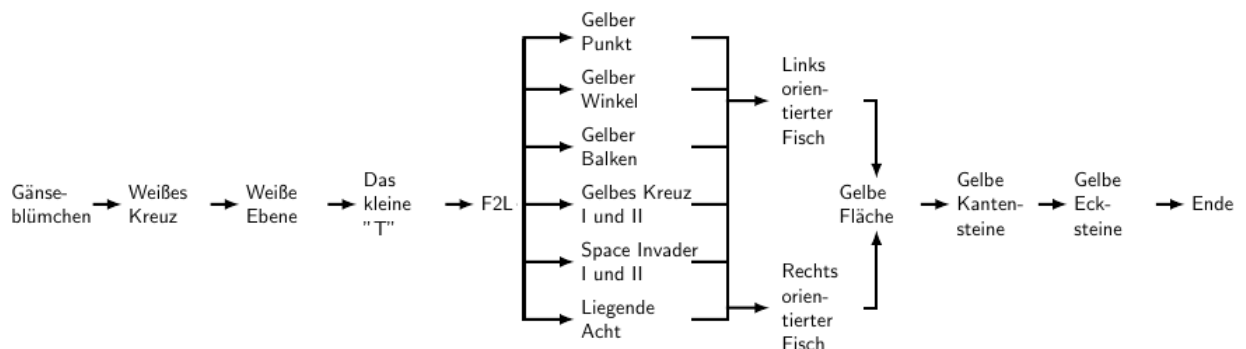 Gänse-
blümchen
Weißes
Kreuz
Weiße
Ebene
Das
kleine
"T"
F2L
Gelber
Punkt
Gelber
Winkel
Gelber
Balken
Gelbes Kreuz
I und II
Space Invader
I und II
Liegende
Acht
Links
orien-
tierter
Fisch
Rechts
orien-
tierter
Fisch
Gelbe
Fläche
Gelbe
Kanten-
steine
Gelbe
Eck-
steine
Ende